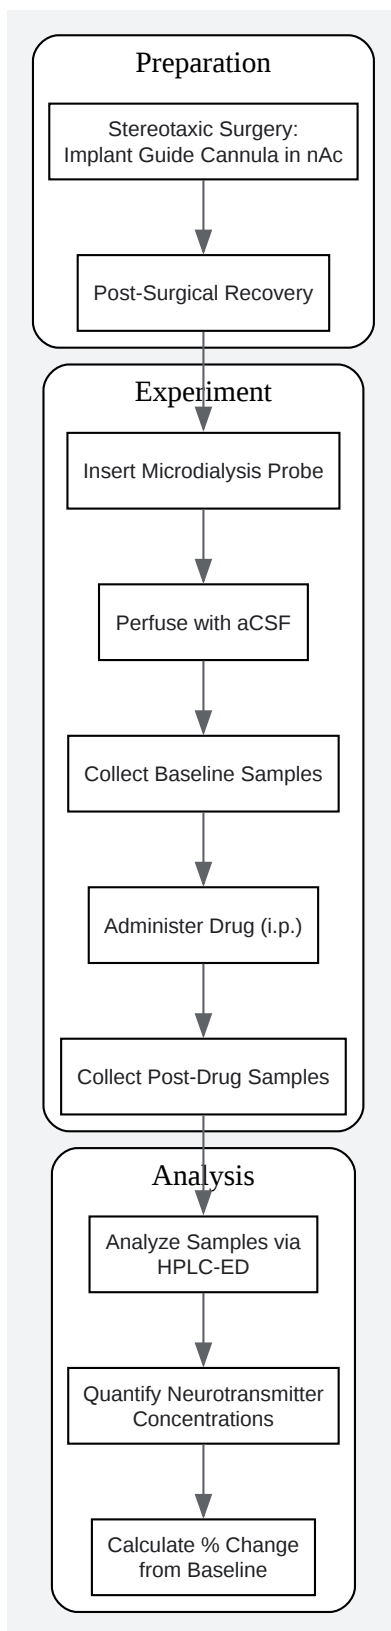 Preparation
Stereotaxic Surgery:
Implant Guide Cannula in nAc
Post-Surgical Recovery
Experiment
Insert Microdialysis Probe
Perfuse with aCSF
Collect Baseline Samples
Administer Drug (i.p.)
Collect Post-Drug Samples
Analysis
Analyze Samples via
HPLC-ED
Quantify Neurotransmitter
Concentrations
Calculate % Change
from Baseline